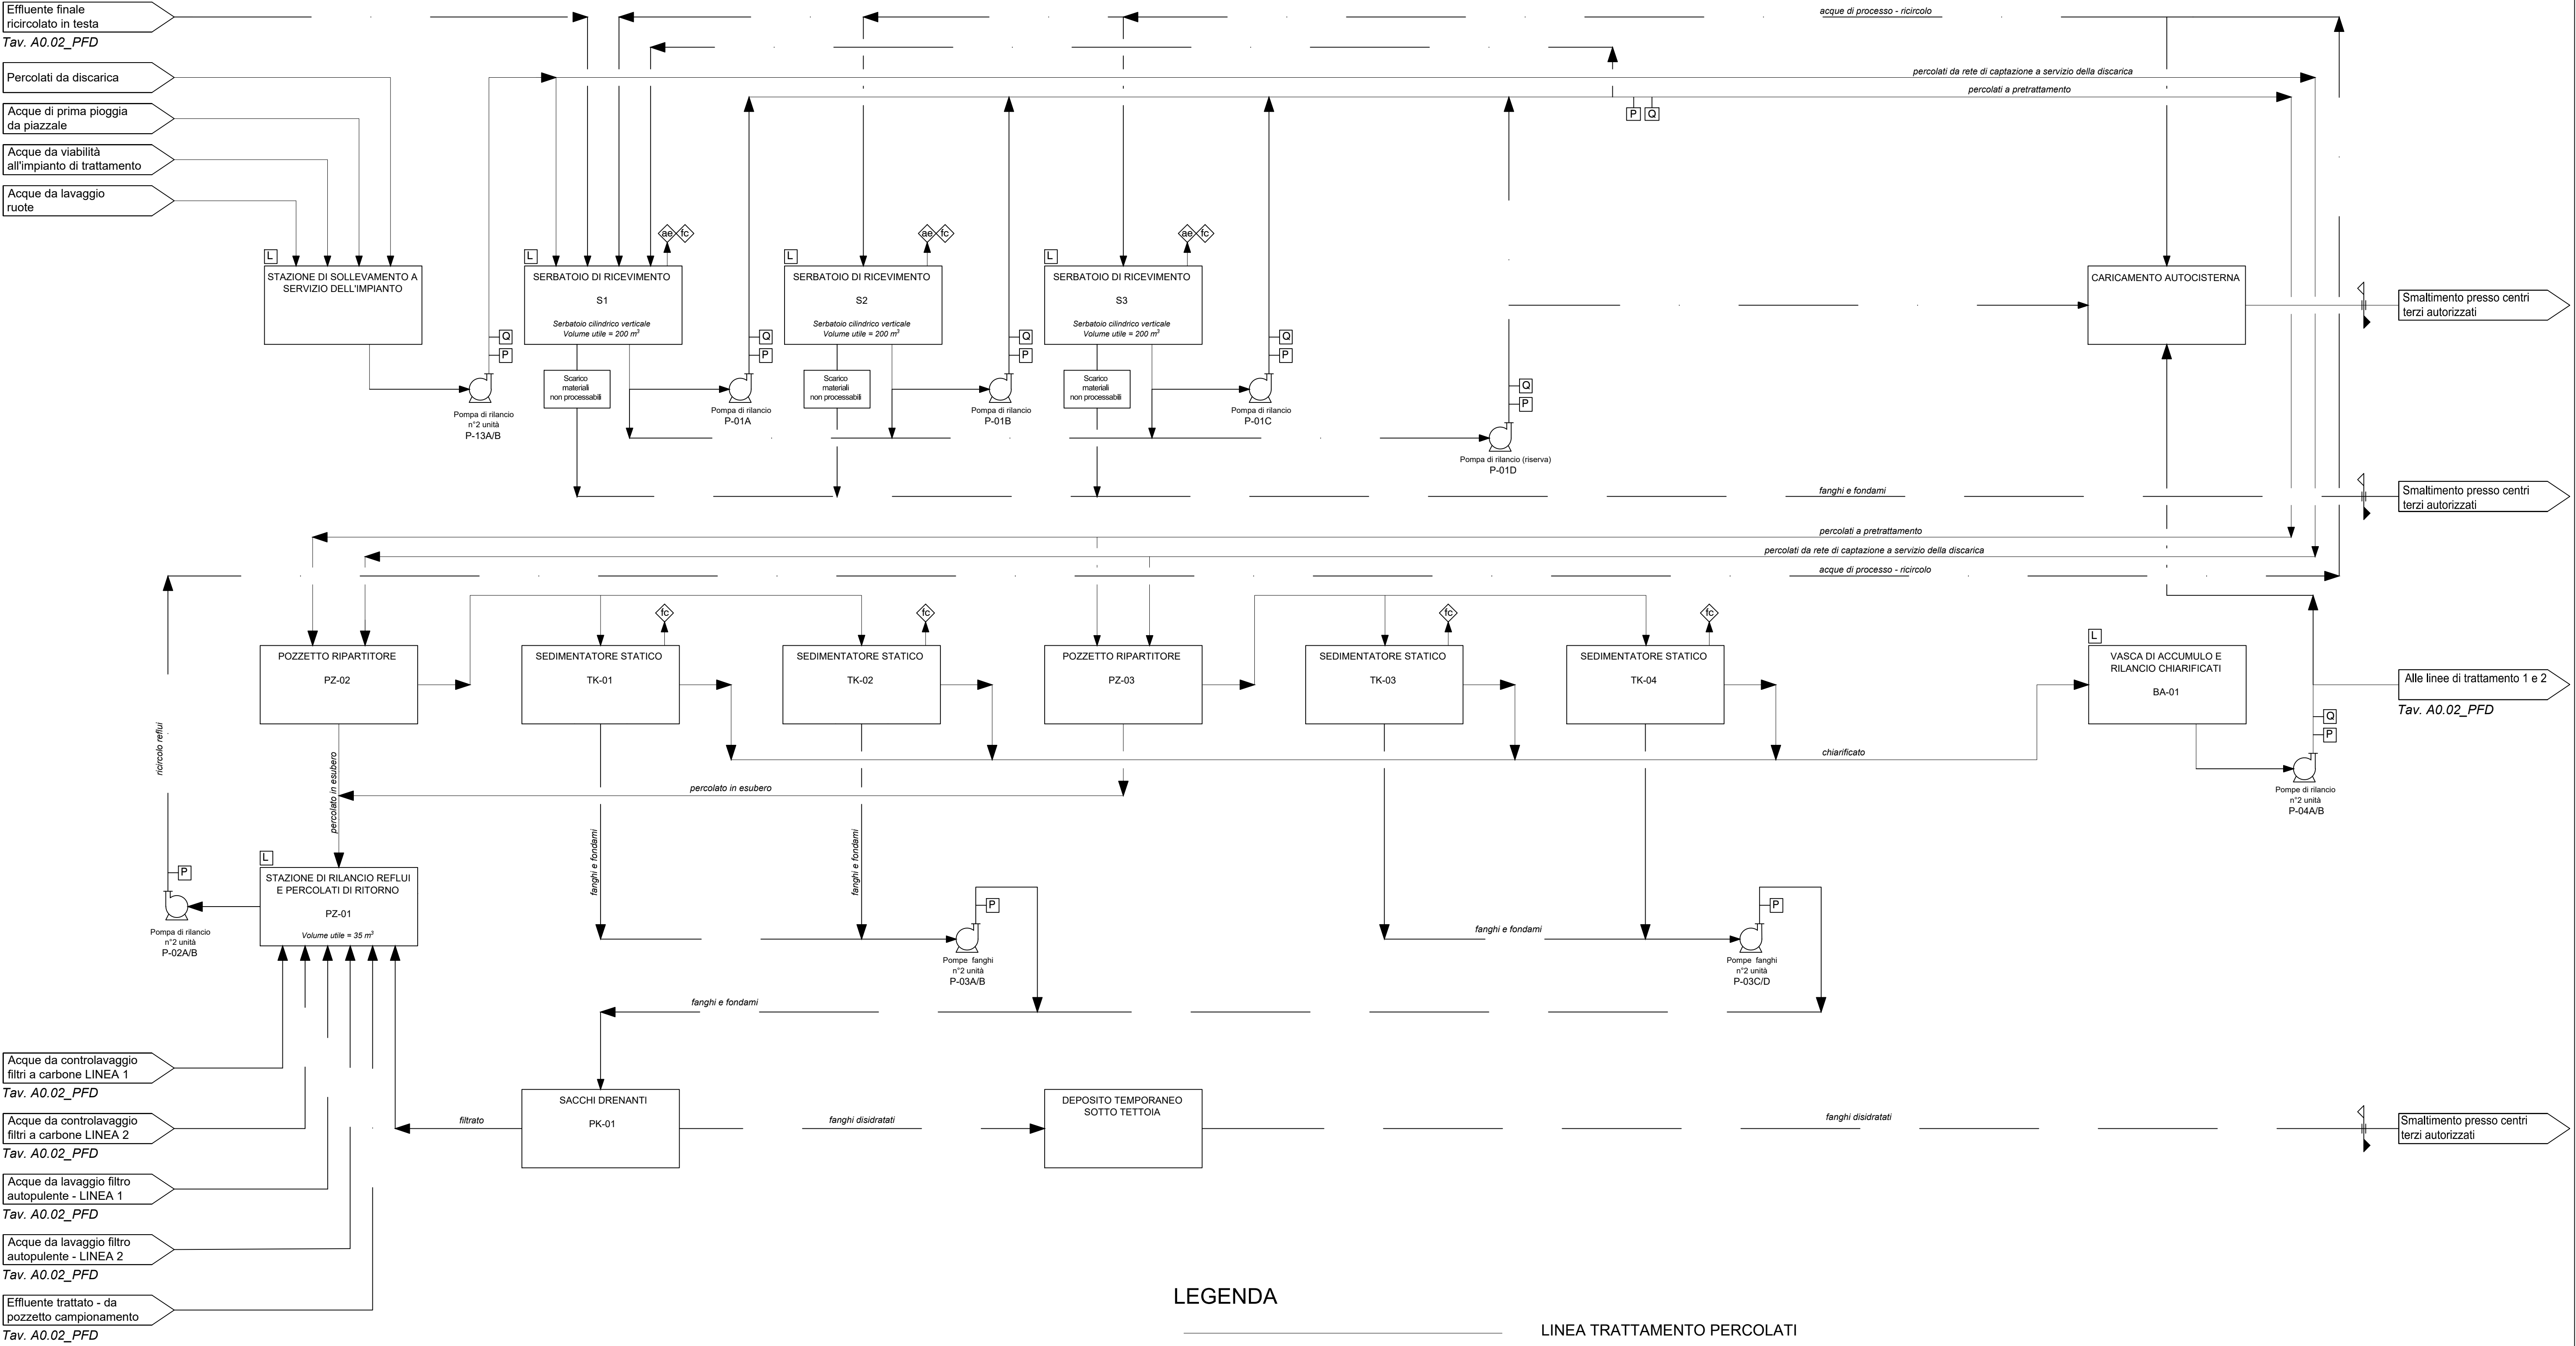 Effluente finale
ricircolato in testa
Tav. A0.02_PFD
Percolati da discarica
Acque di prima pioggia
da piazzale
Acque da viabilità
all'impianto di trattamento
Acque da lavaggio
ruote
acque di processo - ricircolo
percolati da rete di captazione a servizio della discarica
percolati a pretrattamento
P Q
L
STAZIONE DI SOLLEVAMENTO A
SERVIZIO DELL'IMPIANTO
Q
P
Pompa di rilancio
n°2 unità
P-13A/B
ae fc
L
SERBATOIO DI RICEVIMENTO
S1
Serbatoio cilindrico verticale
Volume utile = 200 m³
Scarico
materiali
non processabili
Q
P
Pompa di rilancio
P-01A
ae fc
L
SERBATOIO DI RICEVIMENTO
S2
Serbatoio cilindrico verticale
Volume utile = 200 m³
Scarico
materiali
non processabili
Q
P
Pompa di rilancio
P-01B
ae fc
L
SERBATOIO DI RICEVIMENTO
S3
Serbatoio cilindrico verticale
Volume utile = 200 m³
Scarico
materiali
non processabili
Q
P
Pompa di rilancio
P-01C
Q
P
Pompa di rilancio (riserva)
P-01D
CARICAMENTO AUTOCISTERNA
Smaltimento presso centri
terzi autorizzati
fanghi e fondami
Smaltimento presso centri
terzi autorizzati
percolati a pretrattamento
percolati da rete di captazione a servizio della discarica
acque di processo - ricircolo
ricircolo reflui
POZZETTO RIPARTITORE
PZ-02
fc
SEDIMENTATORE STATICO
TK-01
fc
SEDIMENTATORE STATICO
TK-02
POZZETTO RIPARTITORE
PZ-03
fc
SEDIMENTATORE STATICO
TK-03
fc
SEDIMENTATORE STATICO
TK-04
L
VASCA DI ACCUMULO E
RILANCIO CHIARIFICATI
BA-01
Alle linee di trattamento 1 e 2
Tav. A0.02_PFD
Q
P
Pompe di rilancio
n°2 unità
P-04A/B
chiarificato
percolato in esubero
percolato in esubero
fanghi e fondami
fanghi e fondami
L
STAZIONE DI RILANCIO REFLUI
E PERCOLATI DI RITORNO
PZ-01
Volume utile = 35 m³
P
Pompa di rilancio
n°2 unità
P-02A/B
P
Pompe fanghi
n°2 unità
P-03A/B
fanghi e fondami
P
Pompe fanghi
n°2 unità
P-03C/D
fanghi e fondami
Acque da controlavaggio
filtri a carbone LINEA 1
Tav. A0.02_PFD
Acque da controlavaggio
filtri a carbone LINEA 2
Tav. A0.02_PFD
Acque da lavaggio filtro
autopulente - LINEA 1
Tav. A0.02_PFD
Acque da lavaggio filtro
autopulente - LINEA 2
Tav. A0.02_PFD
Effluente trattato - da
pozzetto campionamento
Tav. A0.02_PFD
filtrato
SACCHI DRENANTI
PK-01
fanghi disidratati
DEPOSITO TEMPORANEO
SOTTO TETTOIA
fanghi disidratati
Smaltimento presso centri
terzi autorizzati
LEGENDA
LINEA TRATTAMENTO PERCOLATI